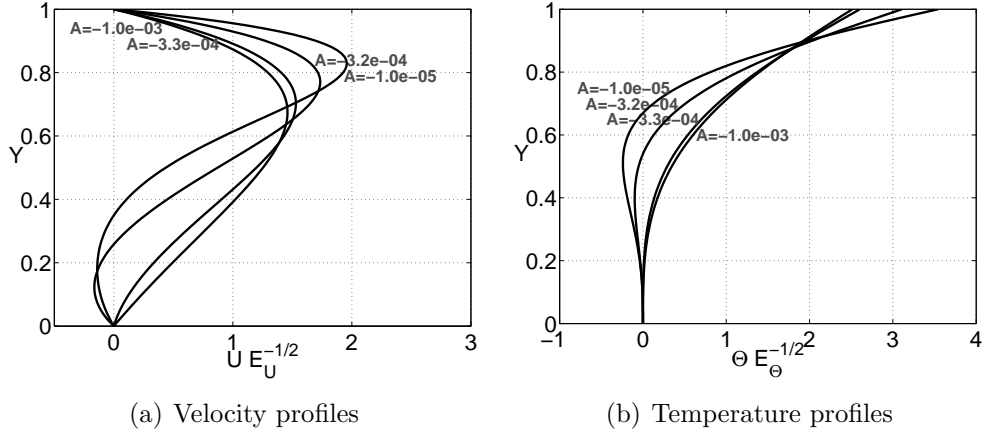 1
0.8
0.6
0.4
0.2
0
Y
A=−1.0e−03
A=−3.3e−04
A=−3.2e−04
A=−1.0e−05
0
1
2
3
U E_U^{-1/2}
(a) Velocity profiles
1
0.8
0.6
0.4
0.2
0
Y
A=−1.0e−05
A=−3.2e−04
A=−3.3e−04
A=−1.0e−03
−1
0
1
2
3
4
Θ E_Θ^{-1/2}
(b) Temperature profiles